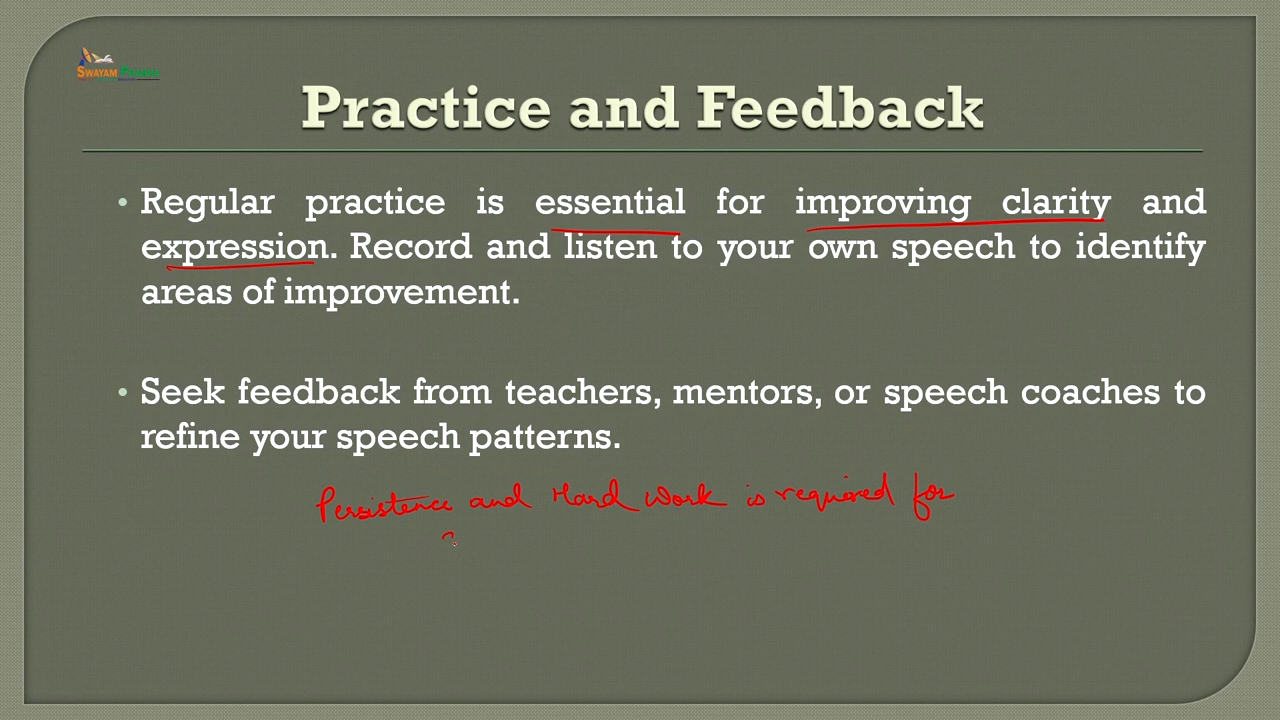 SWAYAM PRABHA
Practice and Feedback
• Regular practice is essential for improving clarity and
expression. Record and listen to your own speech to identify
areas of improvement.
• Seek feedback from teachers, mentors, or speech coaches to
refine your speech patterns.
Persistence and Hard Work is required for